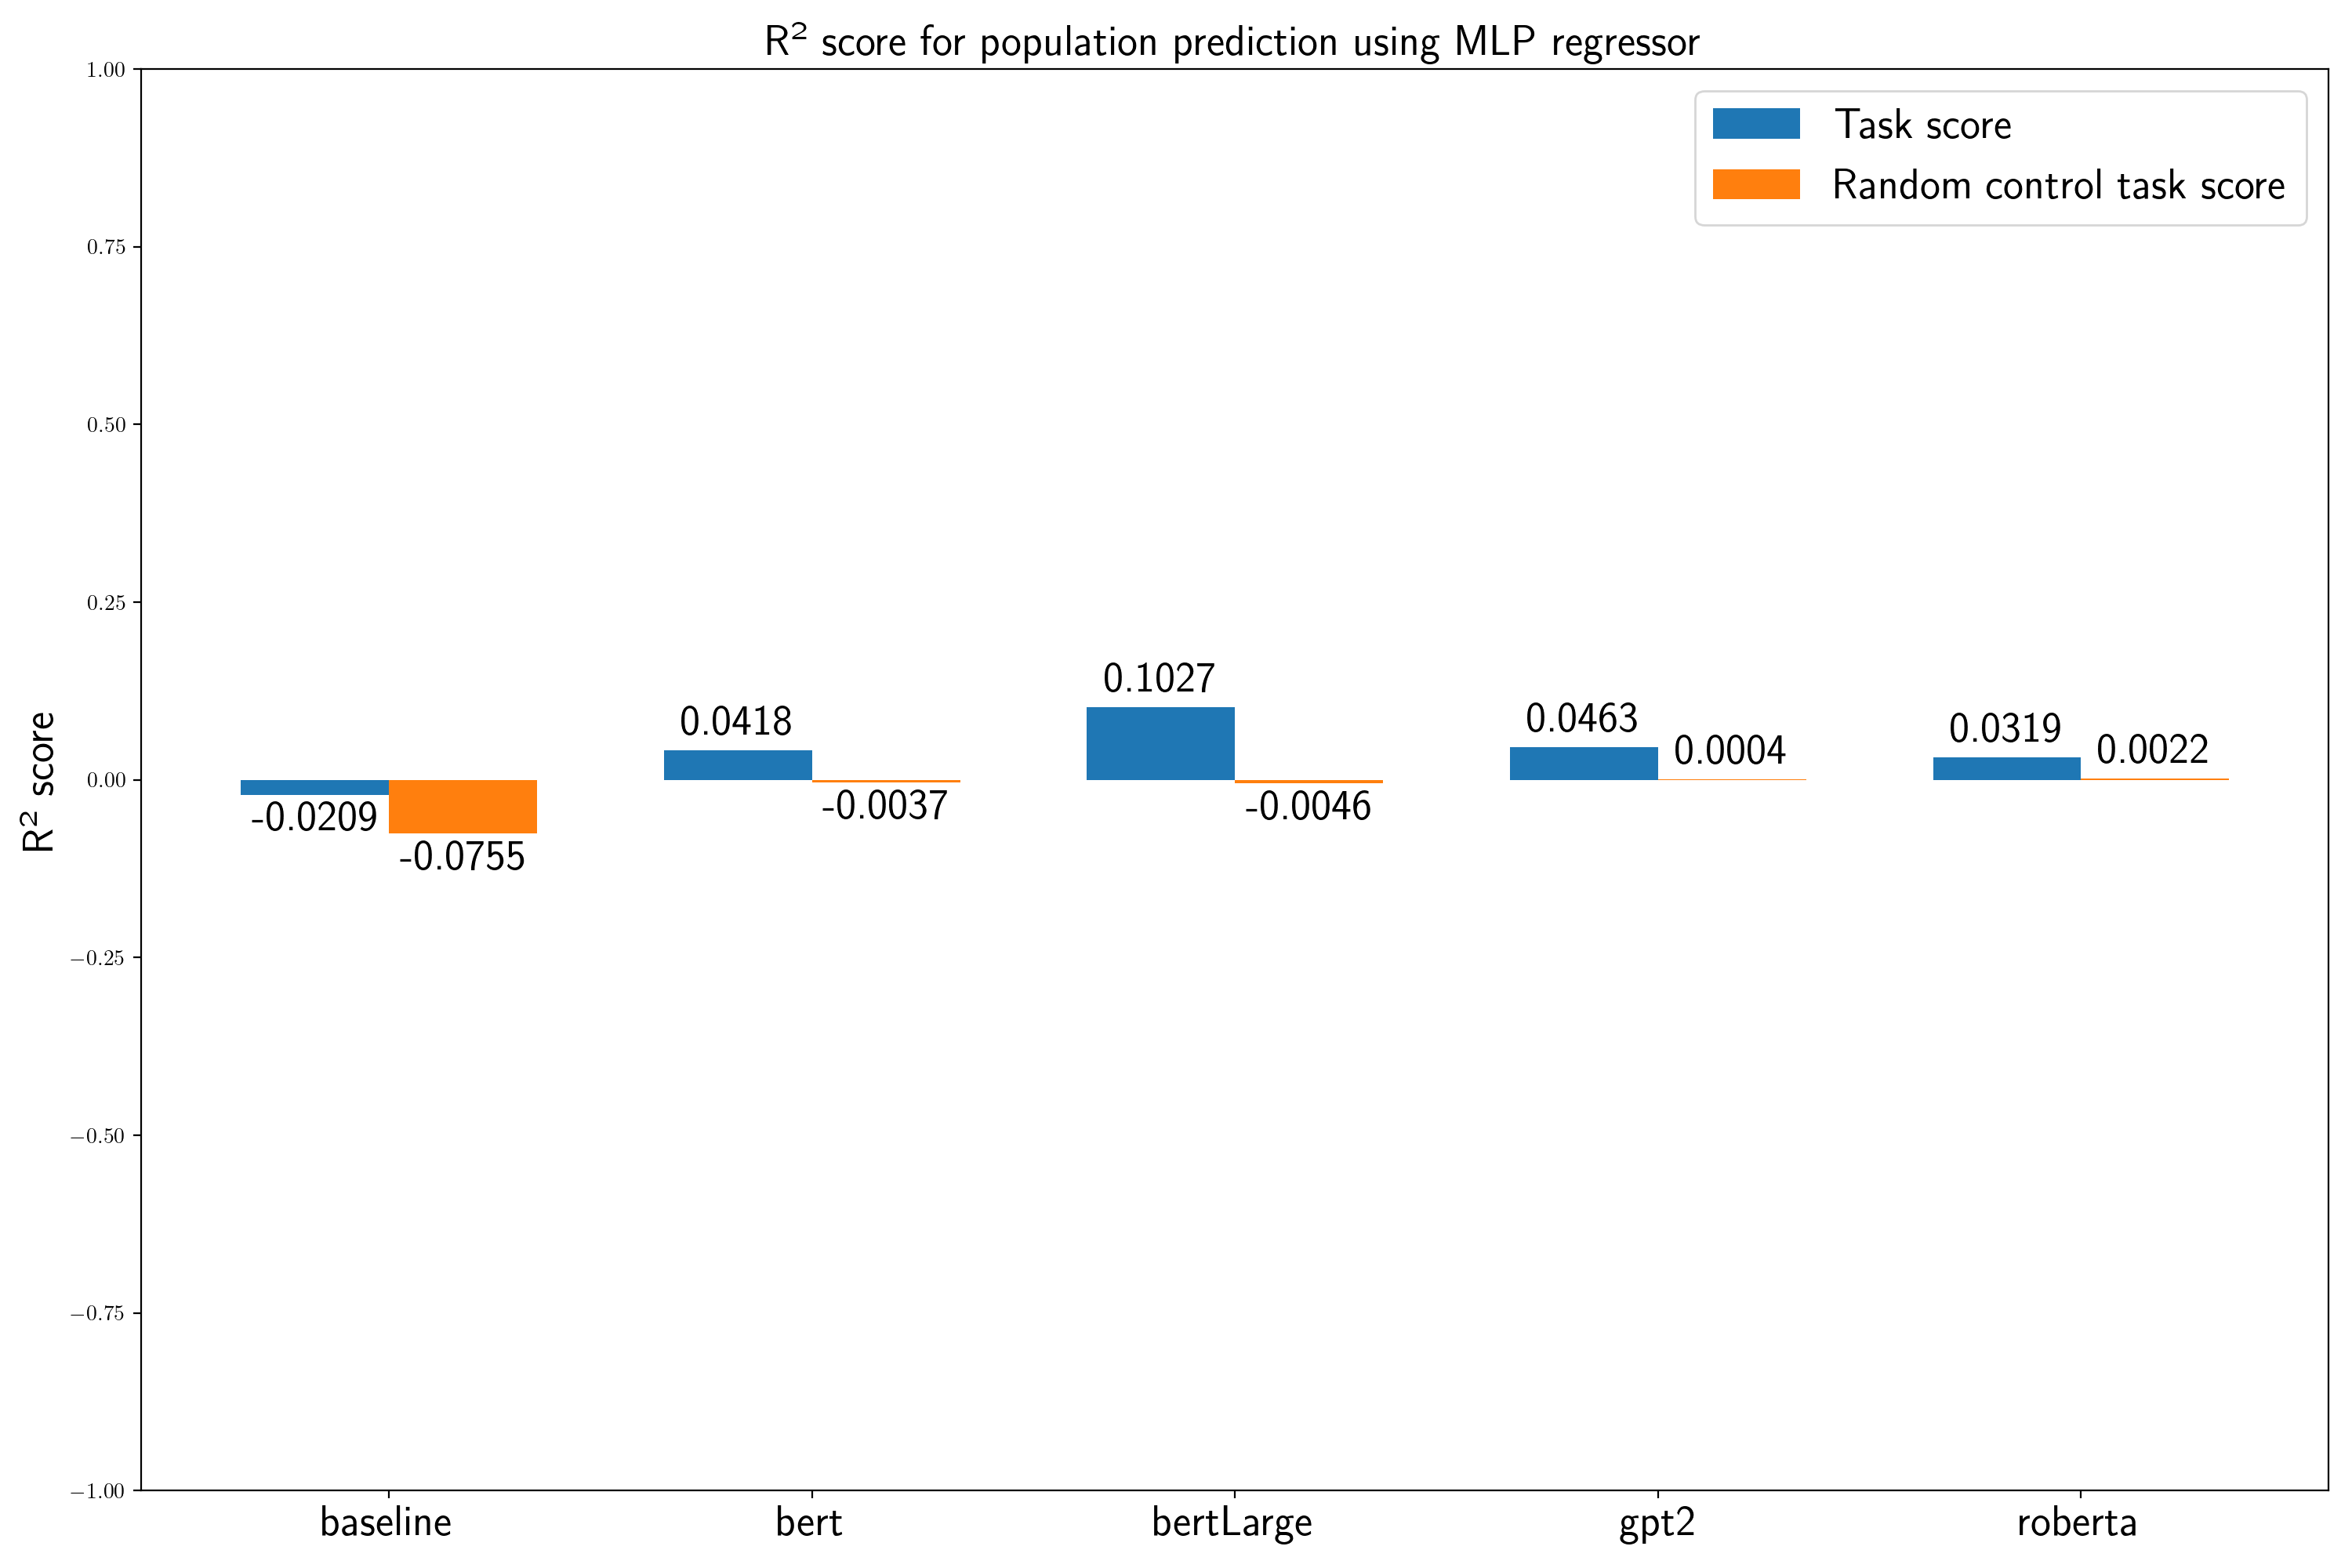 R² score for population prediction using MLP regressor
Task score
Random control task score
R² score
1.00
0.75
0.50
0.25
0.00
−0.25
−0.50
−0.75
−1.00
-0.0209
-0.0755
0.0418
-0.0037
0.1027
-0.0046
0.0463
0.0004
0.0319
0.0022
baseline
bert
bertLarge
gpt2
roberta